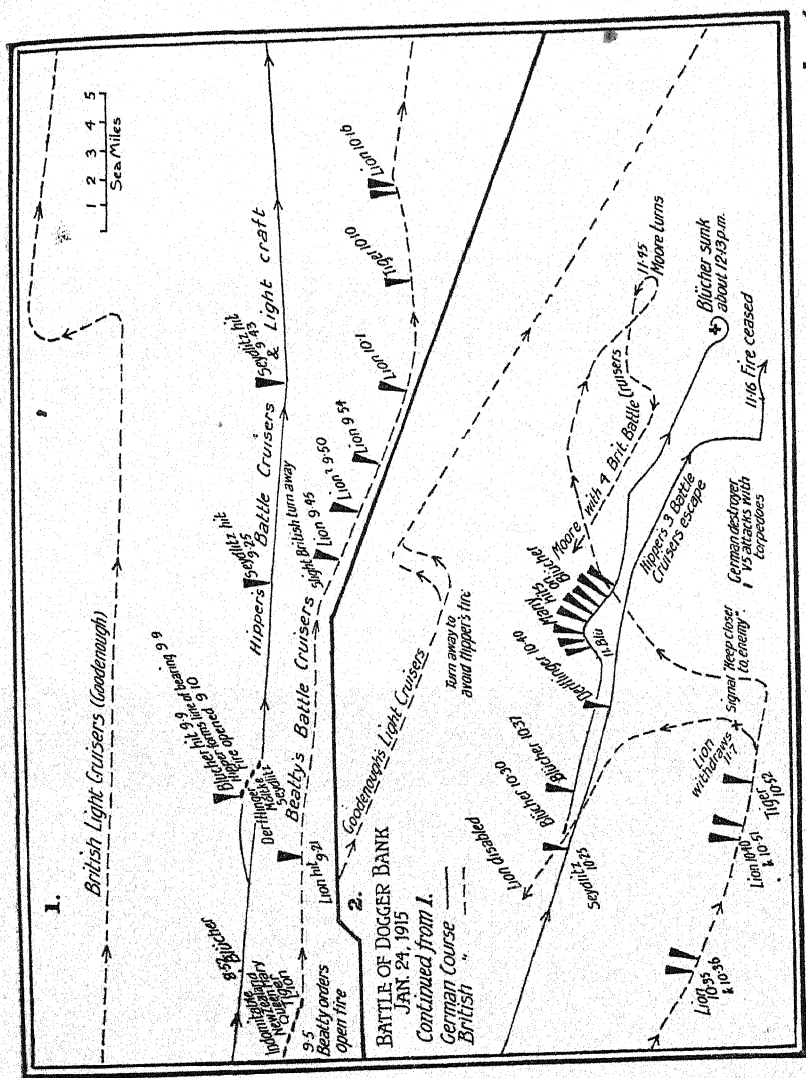 1.
British Light Cruisers (Goodenough)
1 2 3 4 5
Sea Miles
8·52 Blücher
Indomitable
New Zealand
Queen Mary
Tiger
Lion
9·5
Beatty orders
open fire
Blücher hit 9·9
Hipper forms line of bearing 9·9
Hipper opened
fire 9·10
Derfflinger
Moltke
Seydlitz
Lion hit
9·21
Hipper's Battle Cruisers & Light craft
Seydlitz hit
9·25
Seydlitz hit
9·43
Beatty's Battle Cruisers
Slight British turn away
Lion 9·45
Lion? 9·50
Lion 9·54
Lion 10·1
Tiger 10·10
Lion 10·16
2.
BATTLE OF DOGGER BANK
JAN. 24, 1915
Continued from 1.
German Course
British "
Goodenough's Light Cruisers
Turn away to
avoid Hipper's fire
Lion disabled
Seydlitz
10·25
Blücher 10·30
Blücher 10·37
Derfflinger 10·40
Many
hits
on
Blücher
Moore with 4 Brit. Battle Cruisers
11·45
Moore turns
Blücher sunk
about 12·13 p.m.
Hippers 3 Battle
Cruisers escape
11·16 Fire ceased
German destroyer
V5 attacks with
torpedoes
Signal "Keep closer
to enemy".
Lion
withdraws
11·7
Lion
10·35
& 10·36
Lion 10·40
& 10·51
Tiger
10·52